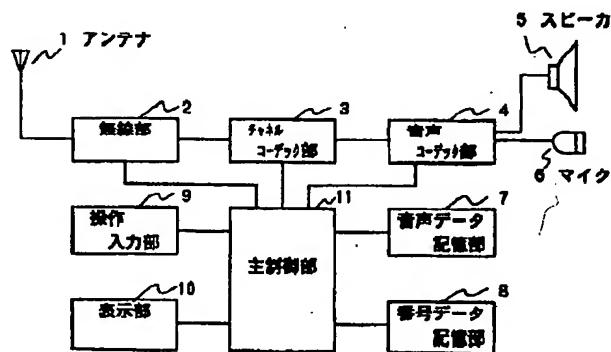 5 スピーカ
1 アンテナ
2
無線部
3
チャネル
コーデック部
4
音声
コーデック部
6 マイク
9
操作
入力部
11
主制御部
7
音声データ
記憶部
10
表示部
8
番号データ
記憶部